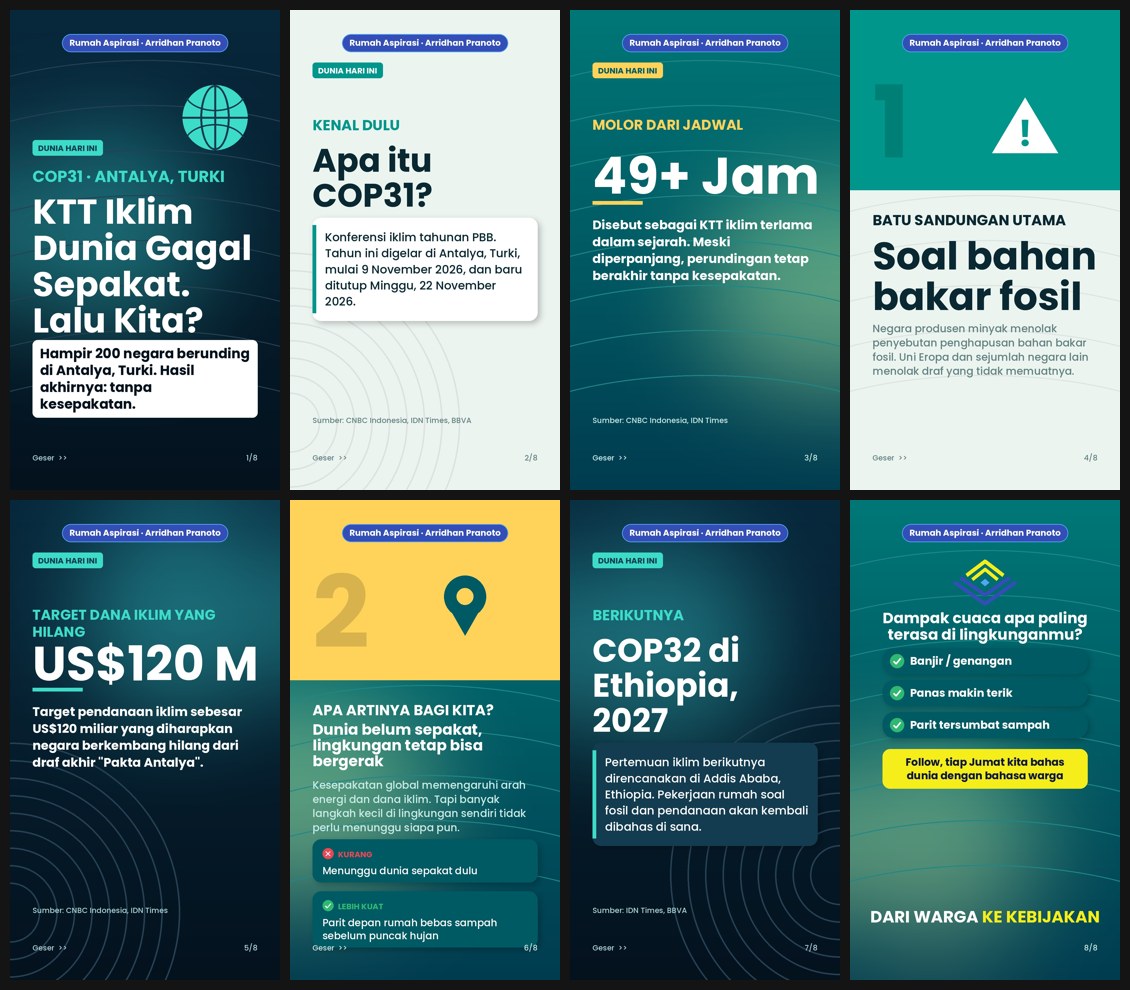 Rumah Aspirasi · Arridhan Pranoto
DUNIA HARI INI
COP31 · ANTALYA, TURKI
KTT Iklim
Dunia Gagal
Sepakat.
Lalu Kita?
Hampir 200 negara berunding
di Antalya, Turki. Hasil
akhirnya: tanpa
kesepakatan.
Geser >>
1/8
Rumah Aspirasi · Arridhan Pranoto
DUNIA HARI INI
KENAL DULU
Apa itu
COP31?
Konferensi iklim tahunan PBB.
Tahun ini digelar di Antalya, Turki,
mulai 9 November 2026, dan baru
ditutup Minggu, 22 November
2026.
Sumber: CNBC Indonesia, IDN Times, BBVA
Geser >>
2/8
Rumah Aspirasi · Arridhan Pranoto
DUNIA HARI INI
MOLOR DARI JADWAL
49+ Jam
Disebut sebagai KTT iklim terlama
dalam sejarah. Meski
diperpanjang, perundingan tetap
berakhir tanpa kesepakatan.
Sumber: CNBC Indonesia, IDN Times
Geser >>
3/8
Rumah Aspirasi · Arridhan Pranoto
1
!
BATU SANDUNGAN UTAMA
Soal bahan
bakar fosil
Negara produsen minyak menolak
penyebutan penghapusan bahan bakar
fosil. Uni Eropa dan sejumlah negara lain
menolak draf yang tidak memuatnya.
Geser >>
4/8
Rumah Aspirasi · Arridhan Pranoto
DUNIA HARI INI
TARGET DANA IKLIM YANG
HILANG
US$120 M
Target pendanaan iklim sebesar
US$120 miliar yang diharapkan
negara berkembang hilang dari
draf akhir "Pakta Antalya".
Sumber: CNBC Indonesia, IDN Times
Geser >>
5/8
Rumah Aspirasi · Arridhan Pranoto
2
APA ARTINYA BAGI KITA?
Dunia belum sepakat,
lingkungan tetap bisa
bergerak
Kesepakatan global memengaruhi arah
energi dan dana iklim. Tapi banyak
langkah kecil di lingkungan sendiri tidak
perlu menunggu siapa pun.
KURANG
Menunggu dunia sepakat dulu
LEBIH KUAT
Parit depan rumah bebas sampah
sebelum puncak hujan
Geser >>
6/8
Rumah Aspirasi · Arridhan Pranoto
DUNIA HARI INI
BERIKUTNYA
COP32 di
Ethiopia,
2027
Pertemuan iklim berikutnya
direncanakan di Addis Ababa,
Ethiopia. Pekerjaan rumah soal
fosil dan pendanaan akan kembali
dibahas di sana.
Sumber: IDN Times, BBVA
Geser >>
7/8
Rumah Aspirasi · Arridhan Pranoto
Dampak cuaca apa paling
terasa di lingkunganmu?
Banjir / genangan
Panas makin terik
Parit tersumbat sampah
Follow, tiap Jumat kita bahas
dunia dengan bahasa warga
DARI WARGA KE KEBIJAKAN
8/8